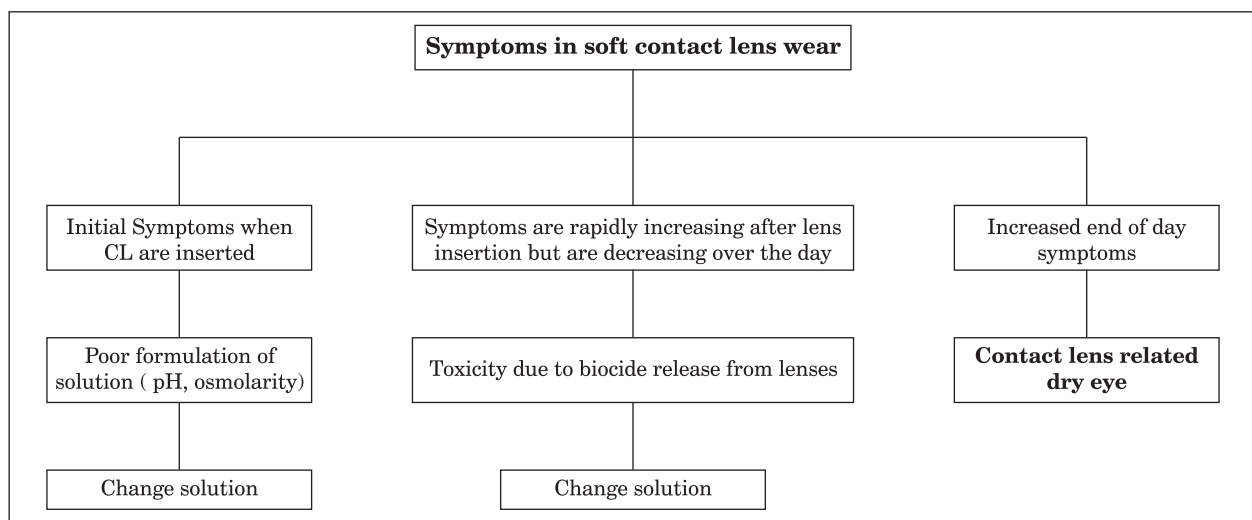 Symptoms in soft contact lens wear
Initial Symptoms when
CL are inserted
Symptoms are rapidly increasing after lens
insertion but are decreasing over the day
Increased end of day
symptoms
Poor formulation of
solution ( pH, osmolarity)
Toxicity due to biocide release from lenses
Contact lens related
dry eye
Change solution
Change solution